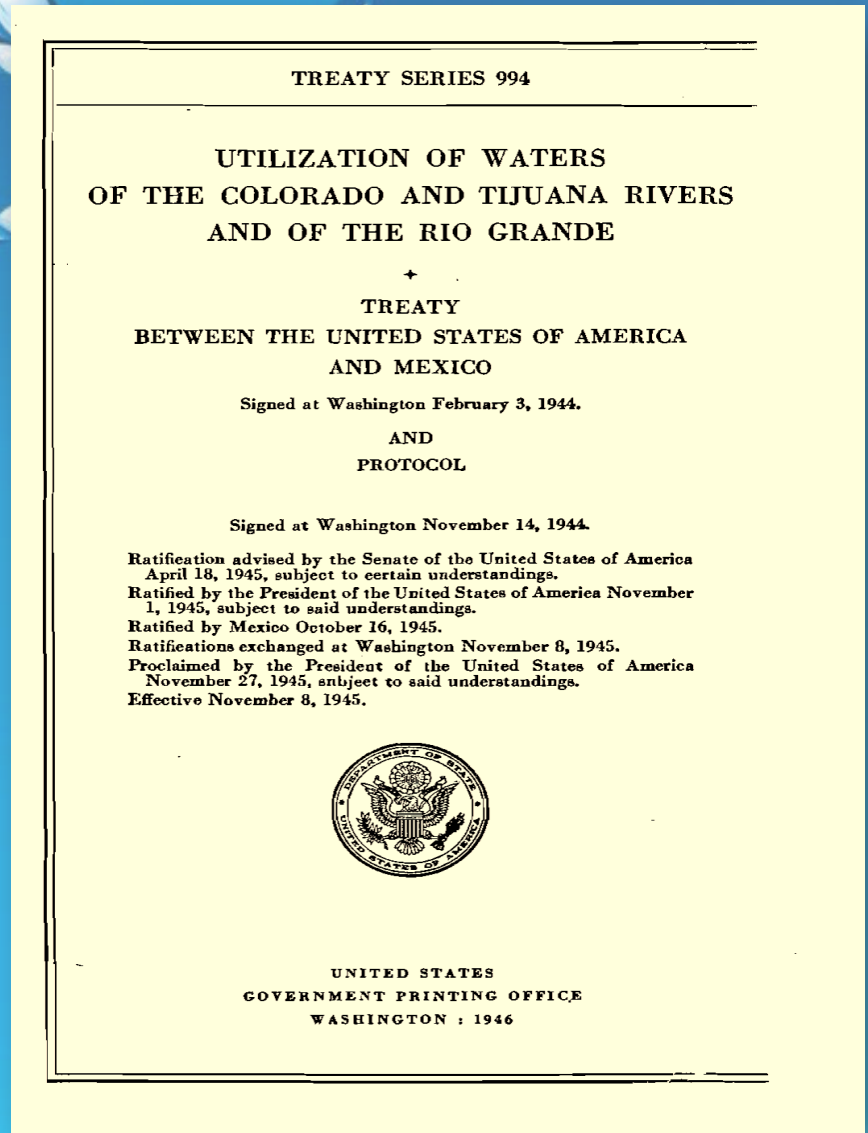 TREATY SERIES 994
UTILIZATION OF WATERS
OF THE COLORADO AND TIJUANA RIVERS
AND OF THE RIO GRANDE
TREATY
BETWEEN THE UNITED STATES OF AMERICA
AND MEXICO
Signed at Washington February 3, 1944.
AND
PROTOCOL
Signed at Washington November 14, 1944.
Ratification advised by the Senate of the United States of America
April 18, 1945, subject to certain understandings.
Ratified by the President of the United States of America November
1, 1945, subject to said understandings.
Ratified by Mexico October 16, 1945.
Ratifications exchanged at Washington November 8, 1945.
Proclaimed by the President of the United States of America
November 27, 1945, subject to said understandings.
Effective November 8, 1945.
DEPARTMENT OF STATE
UNITED STATES OF AMERICA
UNITED STATES
GOVERNMENT PRINTING OFFICE
WASHINGTON : 1946